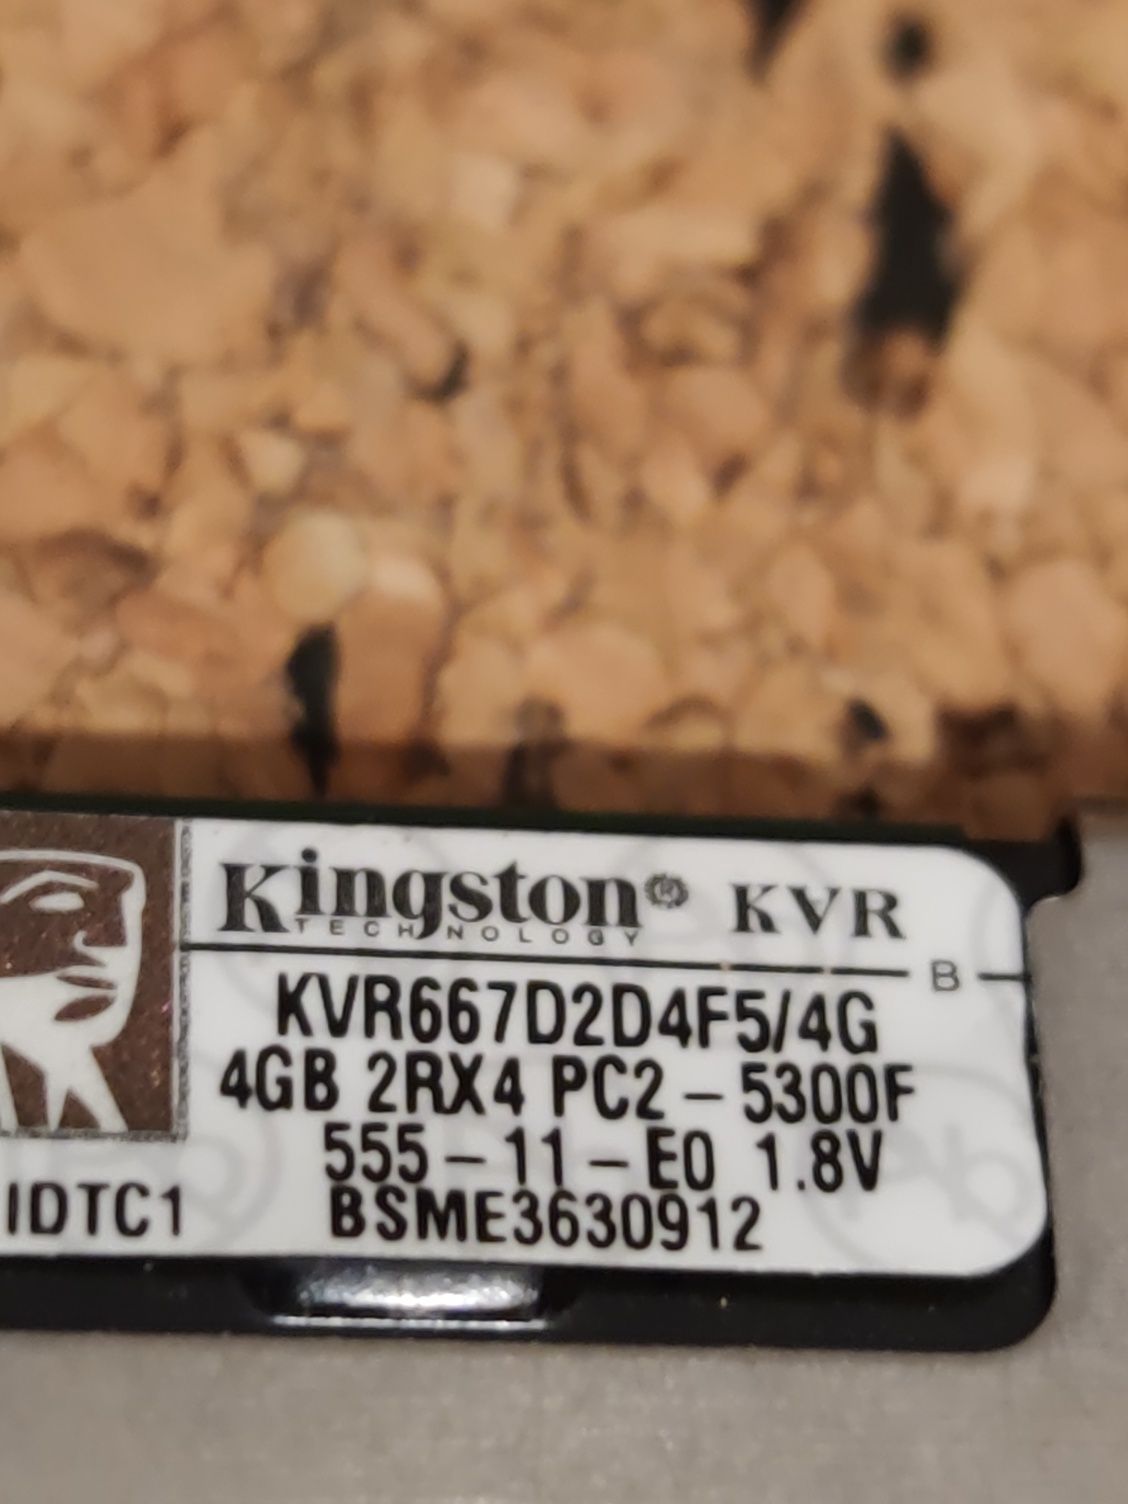 Kingston® KVR
TECHNOLOGY
B
KVR667D2D4F5/4G
4GB 2RX4 PC2-5300F
555-11-E0 1.8V
IDTC1 BSME3630912